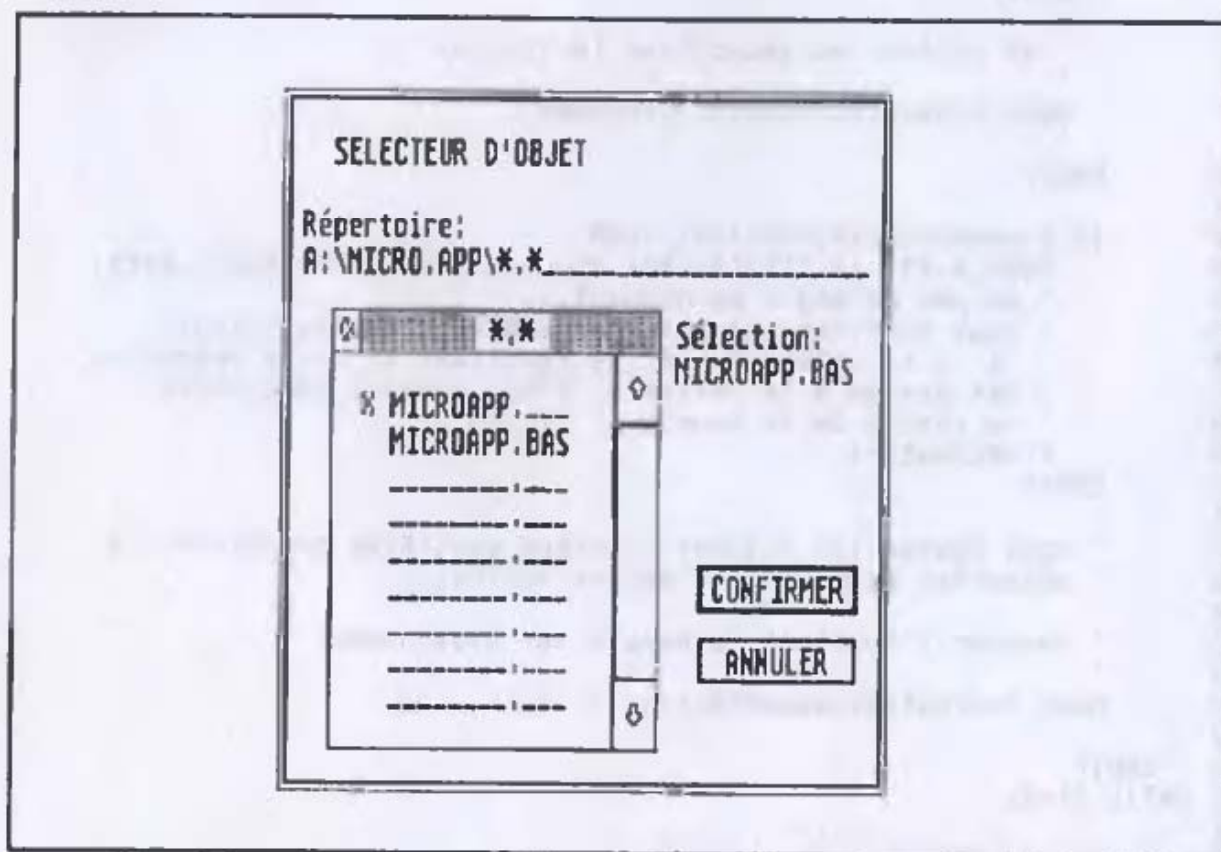 SELECTEUR D'OBJET
Répertoire:
A:\MICRO.APP\*.*
*.*
Sélection:
MICROAPP.BAS
MICROAPP.___
MICROAPP.BAS
CONFIRMER
ANNULER